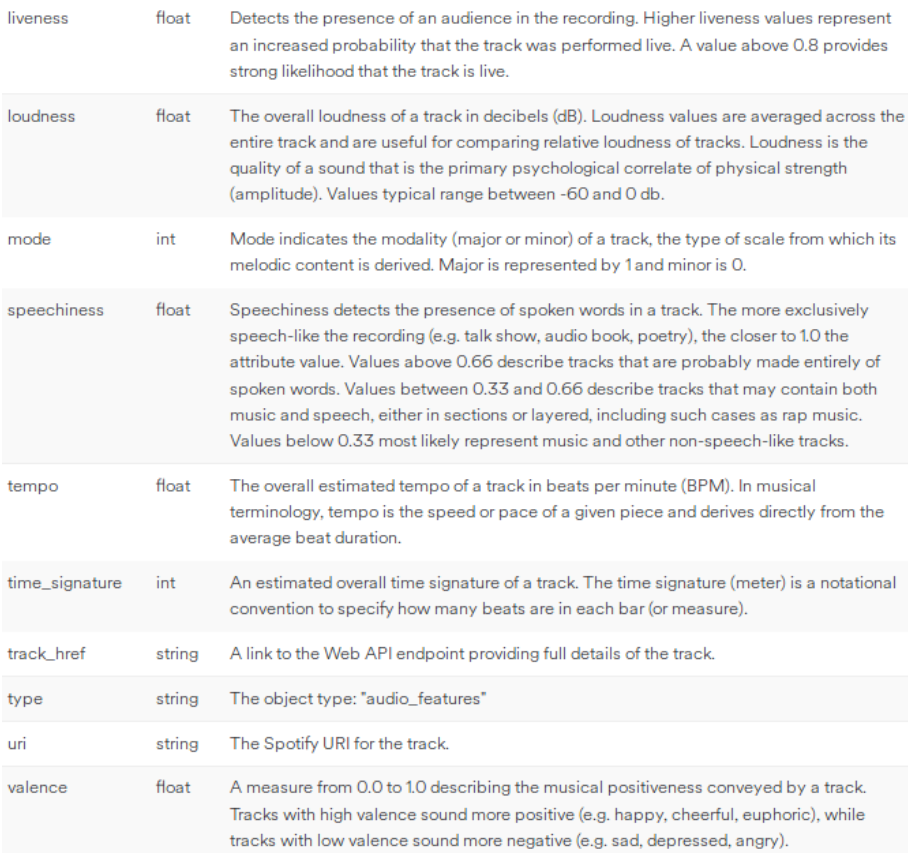 liveness float Detects the presence of an audience in the recording. Higher liveness values represent
an increased probability that the track was performed live. A value above 0.8 provides
strong likelihood that the track is live.
loudness float The overall loudness of a track in decibels (dB). Loudness values are averaged across the
entire track and are useful for comparing relative loudness of tracks. Loudness is the
quality of a sound that is the primary psychological correlate of physical strength
(amplitude). Values typical range between -60 and 0 db.
mode int Mode indicates the modality (major or minor) of a track, the type of scale from which its
melodic content is derived. Major is represented by 1 and minor is 0.
speechiness float Speechiness detects the presence of spoken words in a track. The more exclusively
speech-like the recording (e.g. talk show, audio book, poetry), the closer to 1.0 the
attribute value. Values above 0.66 describe tracks that are probably made entirely of
spoken words. Values between 0.33 and 0.66 describe tracks that may contain both
music and speech, either in sections or layered, including such cases as rap music.
Values below 0.33 most likely represent music and other non-speech-like tracks.
tempo float The overall estimated tempo of a track in beats per minute (BPM). In musical
terminology, tempo is the speed or pace of a given piece and derives directly from the
average beat duration.
time_signature int An estimated overall time signature of a track. The time signature (meter) is a notational
convention to specify how many beats are in each bar (or measure).
track_href string A link to the Web API endpoint providing full details of the track.
type string The object type: "audio_features"
uri string The Spotify URI for the track.
valence float A measure from 0.0 to 1.0 describing the musical positiveness conveyed by a track.
Tracks with high valence sound more positive (e.g. happy, cheerful, euphoric), while
tracks with low valence sound more negative (e.g. sad, depressed, angry).